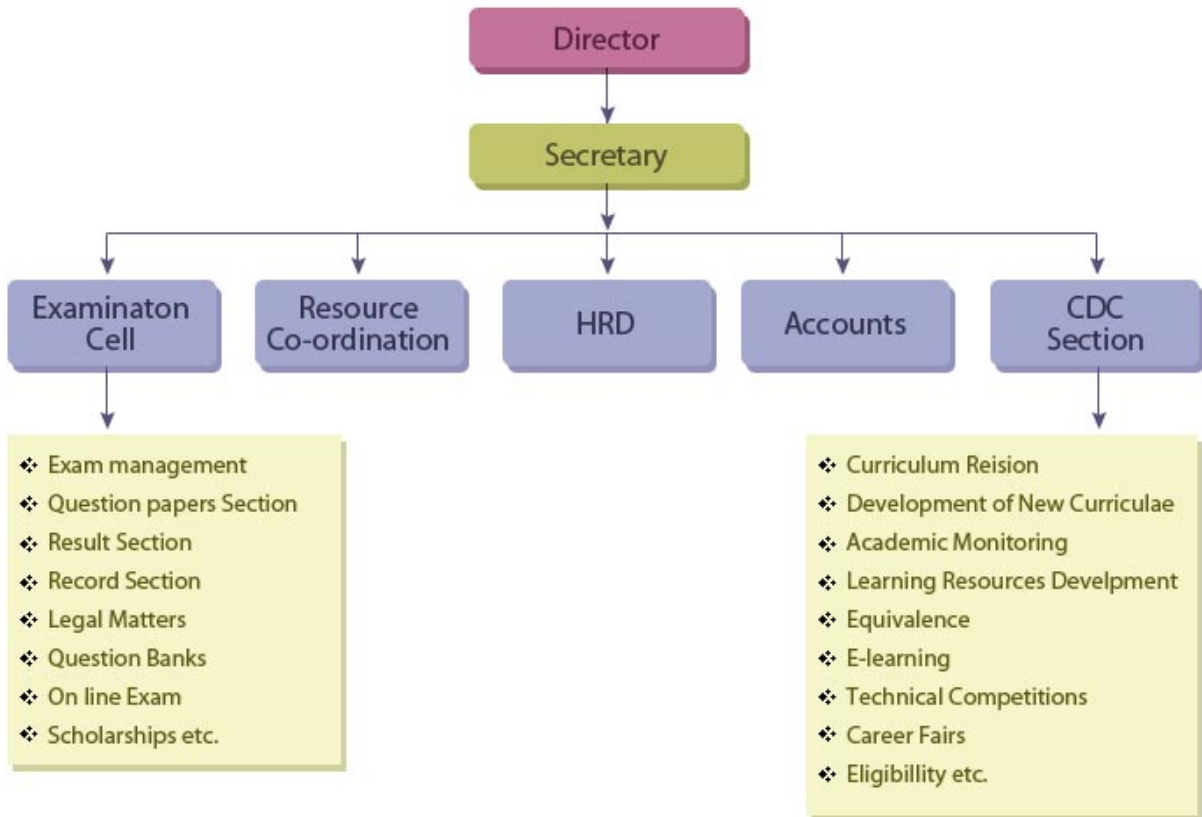 Director
Secretary
Examinaton
Cell
Resource
Co-ordination
HRD
Accounts
CDC
Section
Exam management
Question papers Section
Result Section
Record Section
Legal Matters
Question Banks
On line Exam
Scholarships etc.
Curriculum Reision
Development of New Curriculae
Academic Monitoring
Learning Resources Develpment
Equivalence
E-learning
Technical Competitions
Career Fairs
Eligibillity etc.